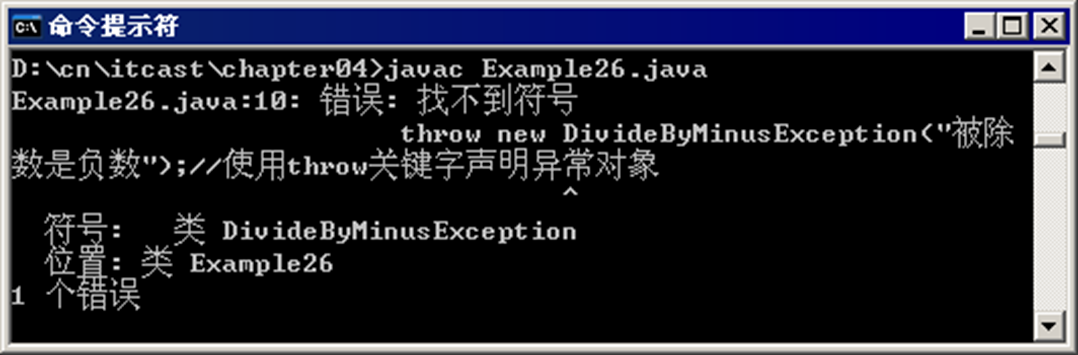 命令提示符
D:\cn\itcast\chapter04>javac Example26.java
Example26.java:10: 错误: 找不到符号
throw new DivideByMinusException("被除
数是负数");//使用throw关键字声明异常对象
^
符号:   类 DivideByMinusException
位置: 类 Example26
1 个错误